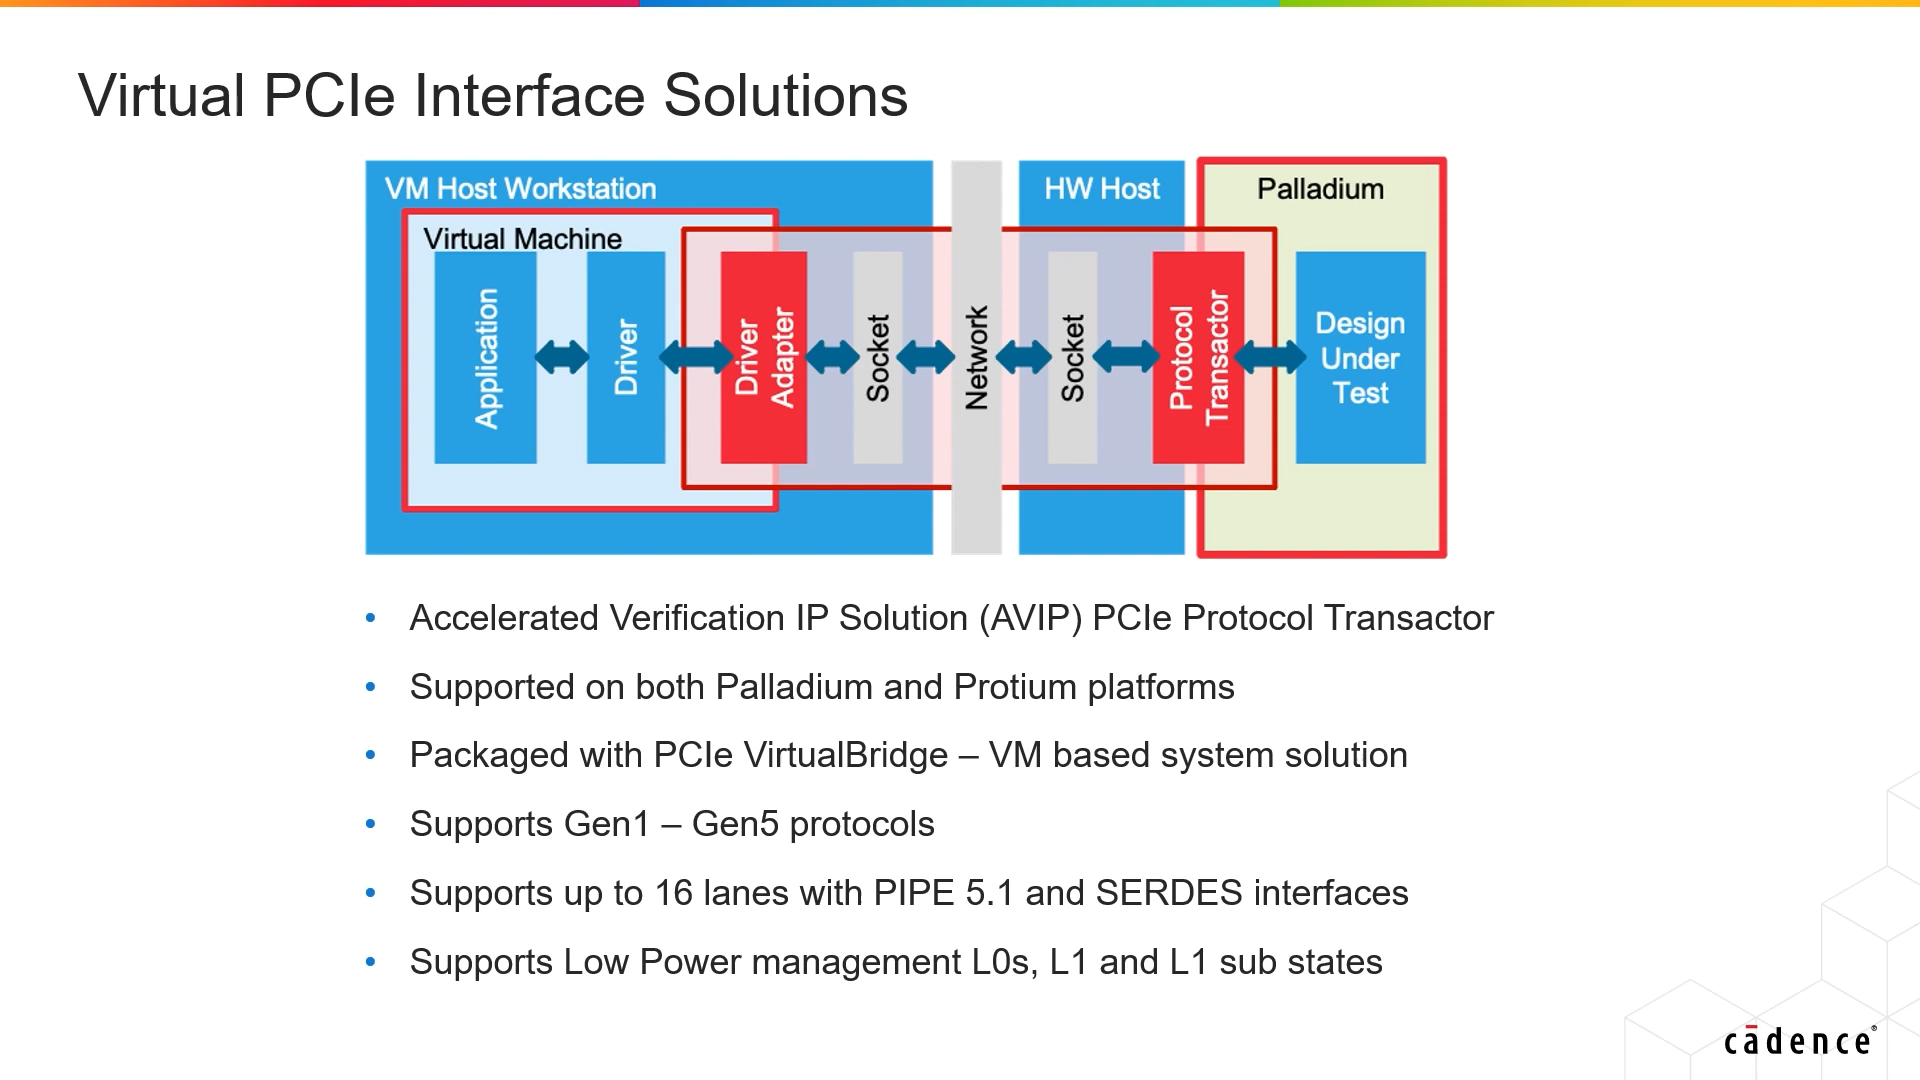 Virtual PCIe Interface Solutions
VM Host Workstation
HW Host
Palladium
Virtual Machine
Application
Driver
Driver
Adapter
Socket
Network
Socket
Protocol
Transactor
Design
Under
Test
• Accelerated Verification IP Solution (AVIP) PCIe Protocol Transactor
• Supported on both Palladium and Protium platforms
• Packaged with PCIe VirtualBridge – VM based system solution
• Supports Gen1 – Gen5 protocols
• Supports up to 16 lanes with PIPE 5.1 and SERDES interfaces
• Supports Low Power management L0s, L1 and L1 sub states
cādence®